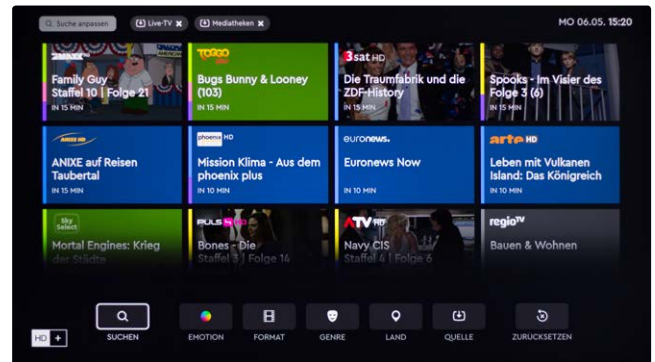 Suche anpassen
Live-TV ✖
Mediatheken ✖
MO 06.05. 15:20
Family Guy
Staffel 10 | Folge 21
IN 15 MIN
TOGGO
Bugs Bunny & Looney
(103)
IN 15 MIN
3sat HD
Die Traumfabrik und die
ZDF-History
IN 15 MIN
Spooks - Im Visier des
Folge 3 (6)
IN 15 MIN
ANIXE HD
ANIXE auf Reisen
Taubertal
IN 15 MIN
phoenix HD
Mission Klima - Aus dem
phoenix plus
IN 10 MIN
euronews.
Euronews Now
IN 10 MIN
arte HD
Leben mit Vulkanen
Island: Das Königreich
IN 10 MIN
Sky
Select
Mortal Engines: Krieg
der Städte
PULS 4 HD
Bones - Die
Staffel 3 | Folge 14
ATV HD
Navy CIS
Staffel 4 | Folge 6
regioTV
Bauen & Wohnen
HD +
SUCHEN
EMOTION
FORMAT
GENRE
LAND
QUELLE
ZURÜCKSETZEN